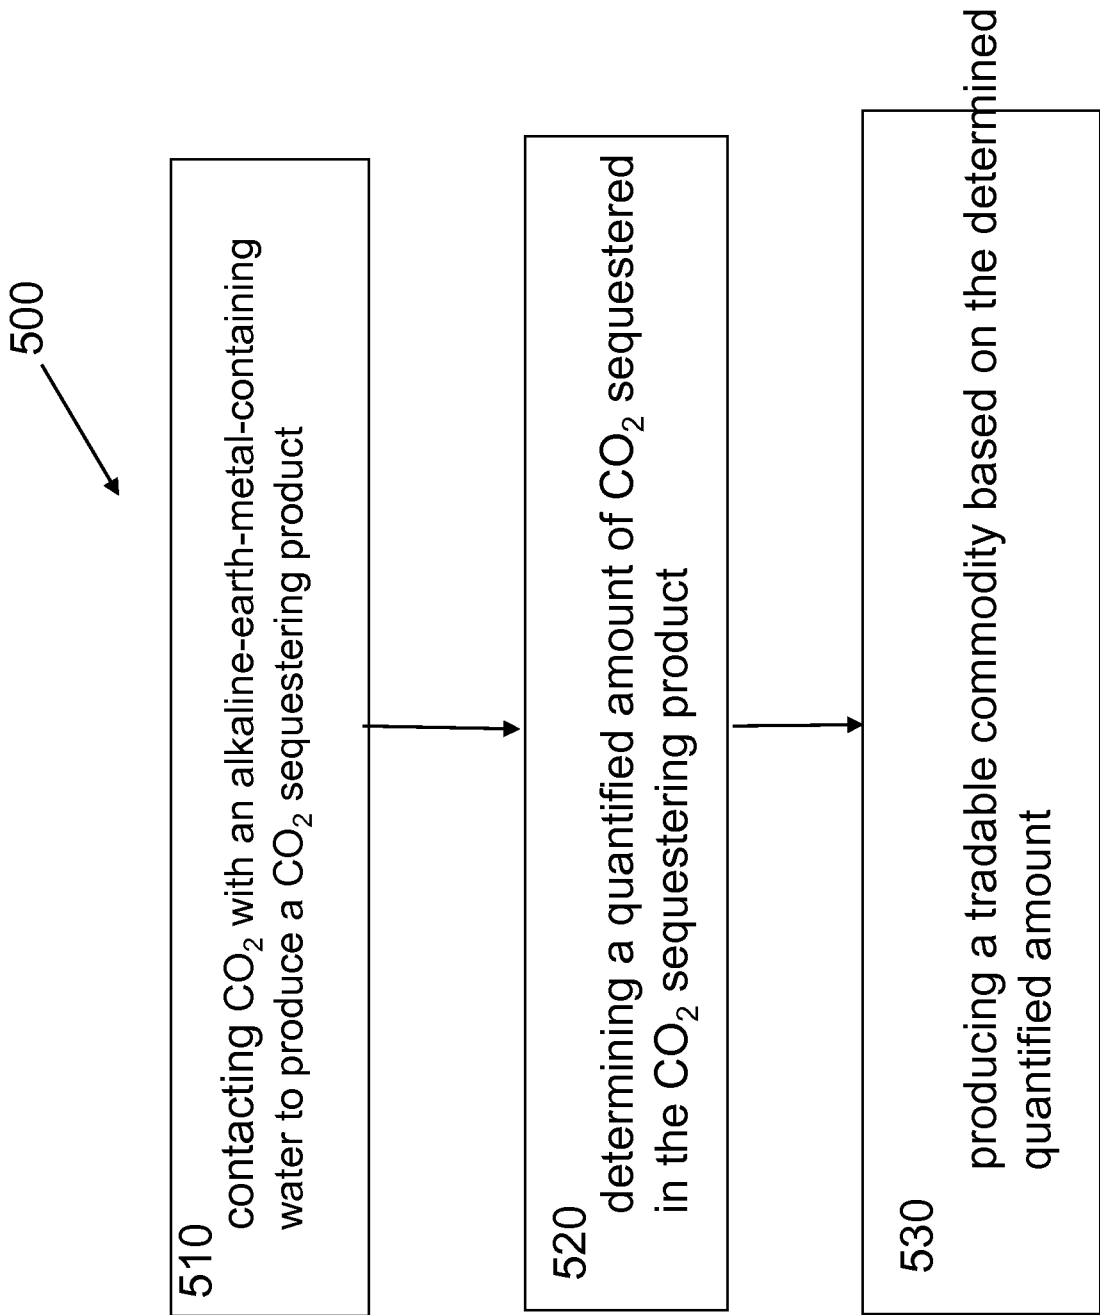 500
510
contacting CO₂ with an alkaline-earth-metal-containing
water to produce a CO₂ sequestering product
520
determining a quantified amount of CO₂ sequestered
in the CO₂ sequestering product
530
producing a tradable commodity based on the determined
quantified amount